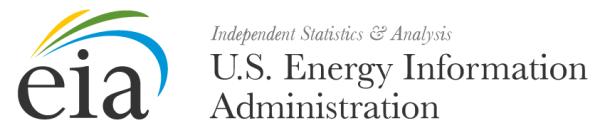 eia
Independent Statistics & Analysis
U.S. Energy Information
Administration